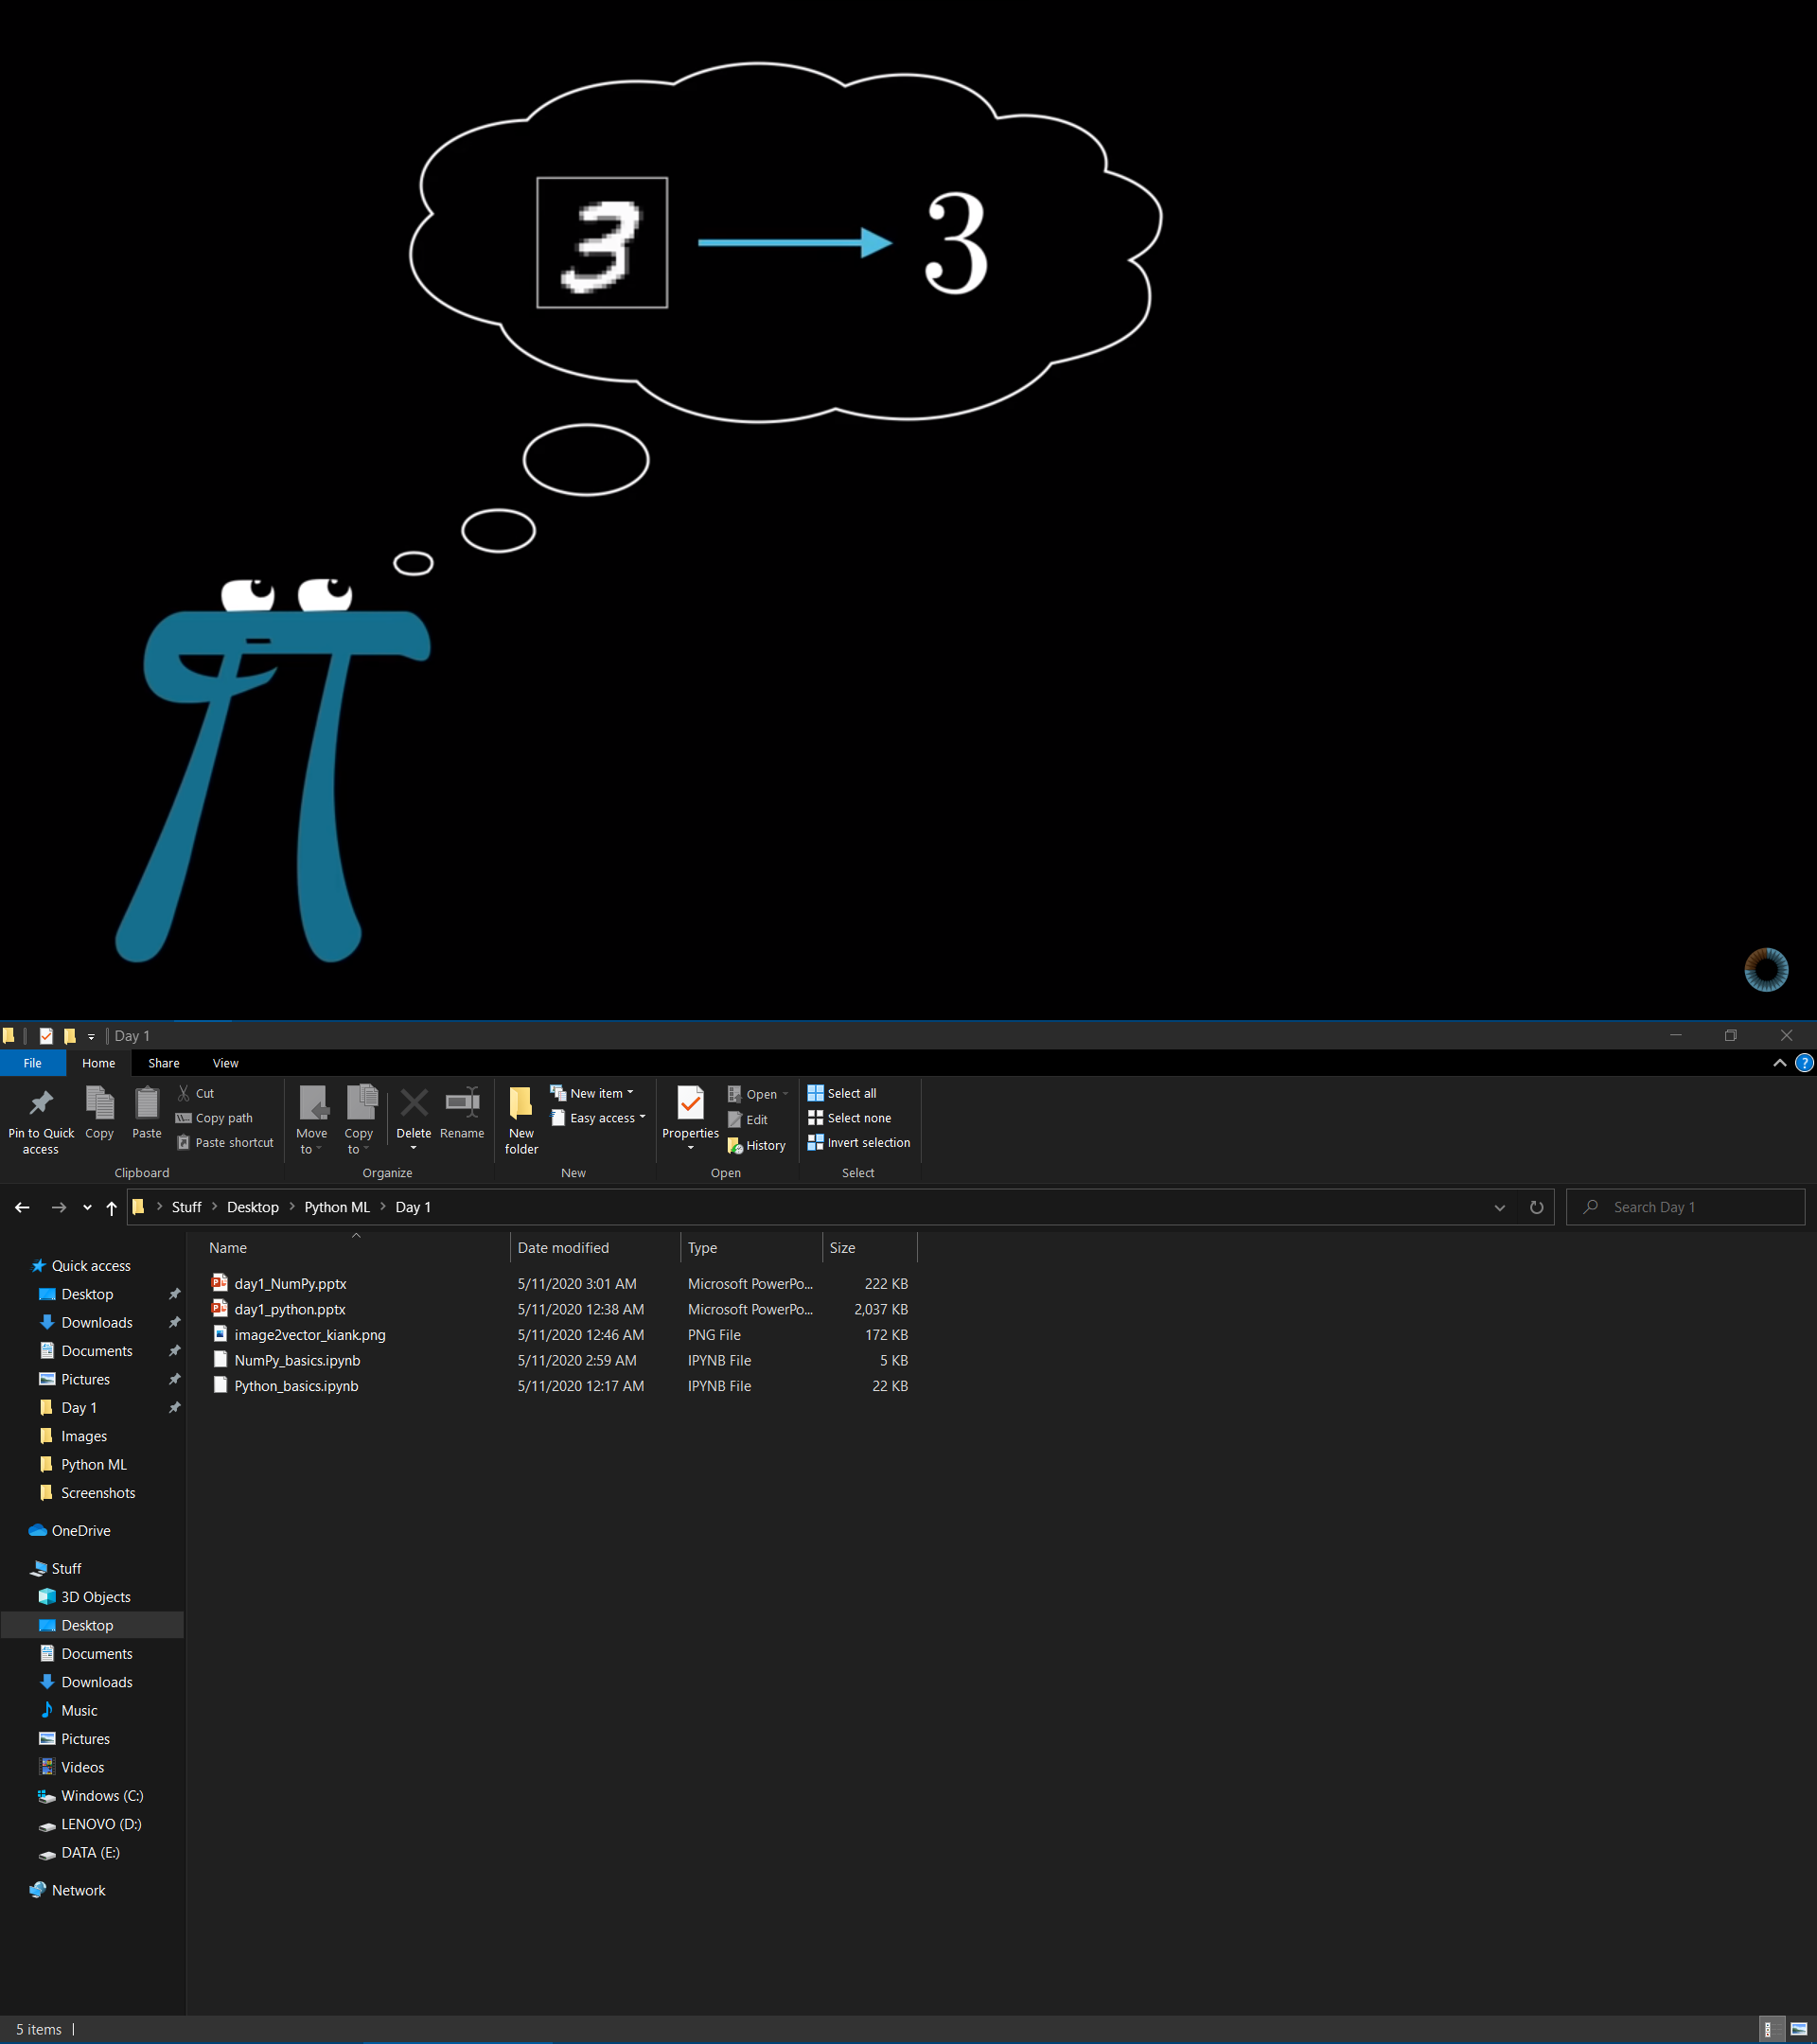 3 3
Day 1
File Home Share View
Pin to Quick access
Copy
Paste
Cut
Copy path
Paste shortcut
Clipboard
Move to
Copy to
Delete
Rename
Organize
New folder
New item
Easy access
New
Properties
Open
Edit
History
Open
Select all
Select none
Invert selection
Select
Stuff Desktop Python ML Day 1
Search Day 1
Quick access
Desktop
Downloads
Documents
Pictures
Day 1
Images
Python ML
Screenshots
OneDrive
Stuff
3D Objects
Desktop
Documents
Downloads
Music
Pictures
Videos
Windows (C:)
LENOVO (D:)
DATA (E:)
Network
Name Date modified Type Size
day1_NumPy.pptx 5/11/2020 3:01 AM Microsoft PowerPo... 222 KB
day1_python.pptx 5/11/2020 12:38 AM Microsoft PowerPo... 2,037 KB
image2vector_kiank.png 5/11/2020 12:46 AM PNG File 172 KB
NumPy_basics.ipynb 5/11/2020 2:59 AM IPYNB File 5 KB
Python_basics.ipynb 5/11/2020 12:17 AM IPYNB File 22 KB
5 items